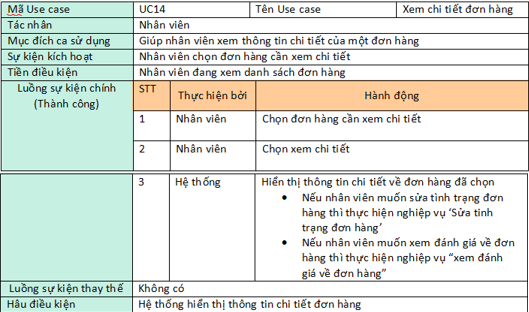 Mã Use case UC14 Tên Use case Xem chi tiết đơn hàng
Tác nhân Nhân viên
Mục đích ca sử dụng Giúp nhân viên xem thông tin chi tiết của một đơn hàng
Sự kiện kích hoạt Nhân viên chọn đơn hàng cần xem chi tiết
Tiền điều kiện Nhân viên đang xem danh sách đơn hàng
Luồng sự kiện chính
(Thành công)
STT Thực hiện bởi Hành động
1 Nhân viên Chọn đơn hàng cần xem chi tiết
2 Nhân viên Chọn xem chi tiết
3 Hệ thống Hiển thị thông tin chi tiết về đơn hàng đã chọn
• Nếu nhân viên muốn sửa tình trạng đơn
hàng thì thực hiện nghiệp vụ ‘Sửa tình
trạng đơn hàng’
• Nếu nhân viên muốn xem đánh giá về đơn
hàng thì thực hiện nghiệp vụ “xem đánh
giá về đơn hàng”
Luồng sự kiện thay thế Không có
Hậu điều kiện Hệ thống hiển thị thông tin chi tiết đơn hàng